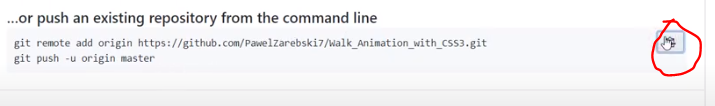 ...or push an existing repository from the command line
git remote add origin https://github.com/PawelZarebski7/Walk_Animation_with_CSS3.git
git push -u origin master